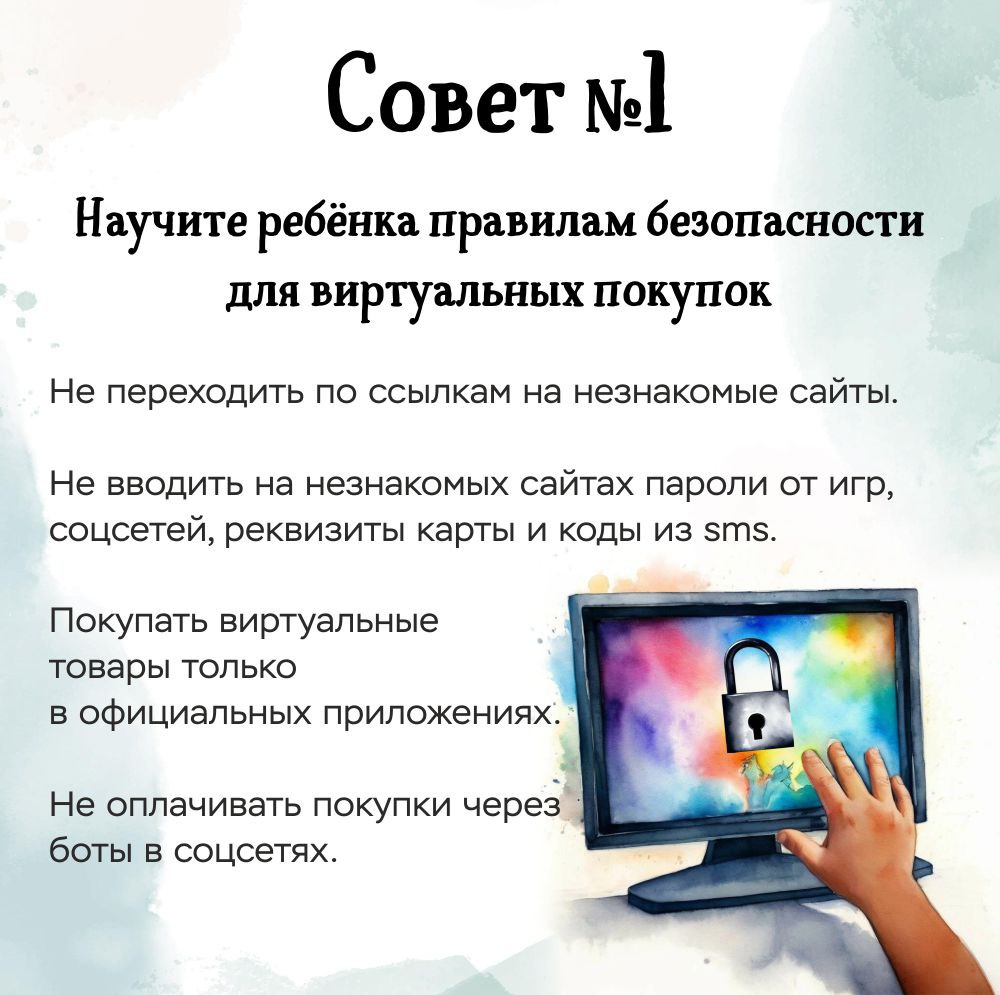 Совет №1
Научите ребёнка правилам безопасности
для виртуальных покупок
Не переходить по ссылкам на незнакомые сайты.
Не вводить на незнакомых сайтах пароли от игр,
соцсетей, реквизиты карты и коды из sms.
Покупать виртуальные
товары только
в официальных приложениях.
Не оплачивать покупки через
боты в соцсетях.